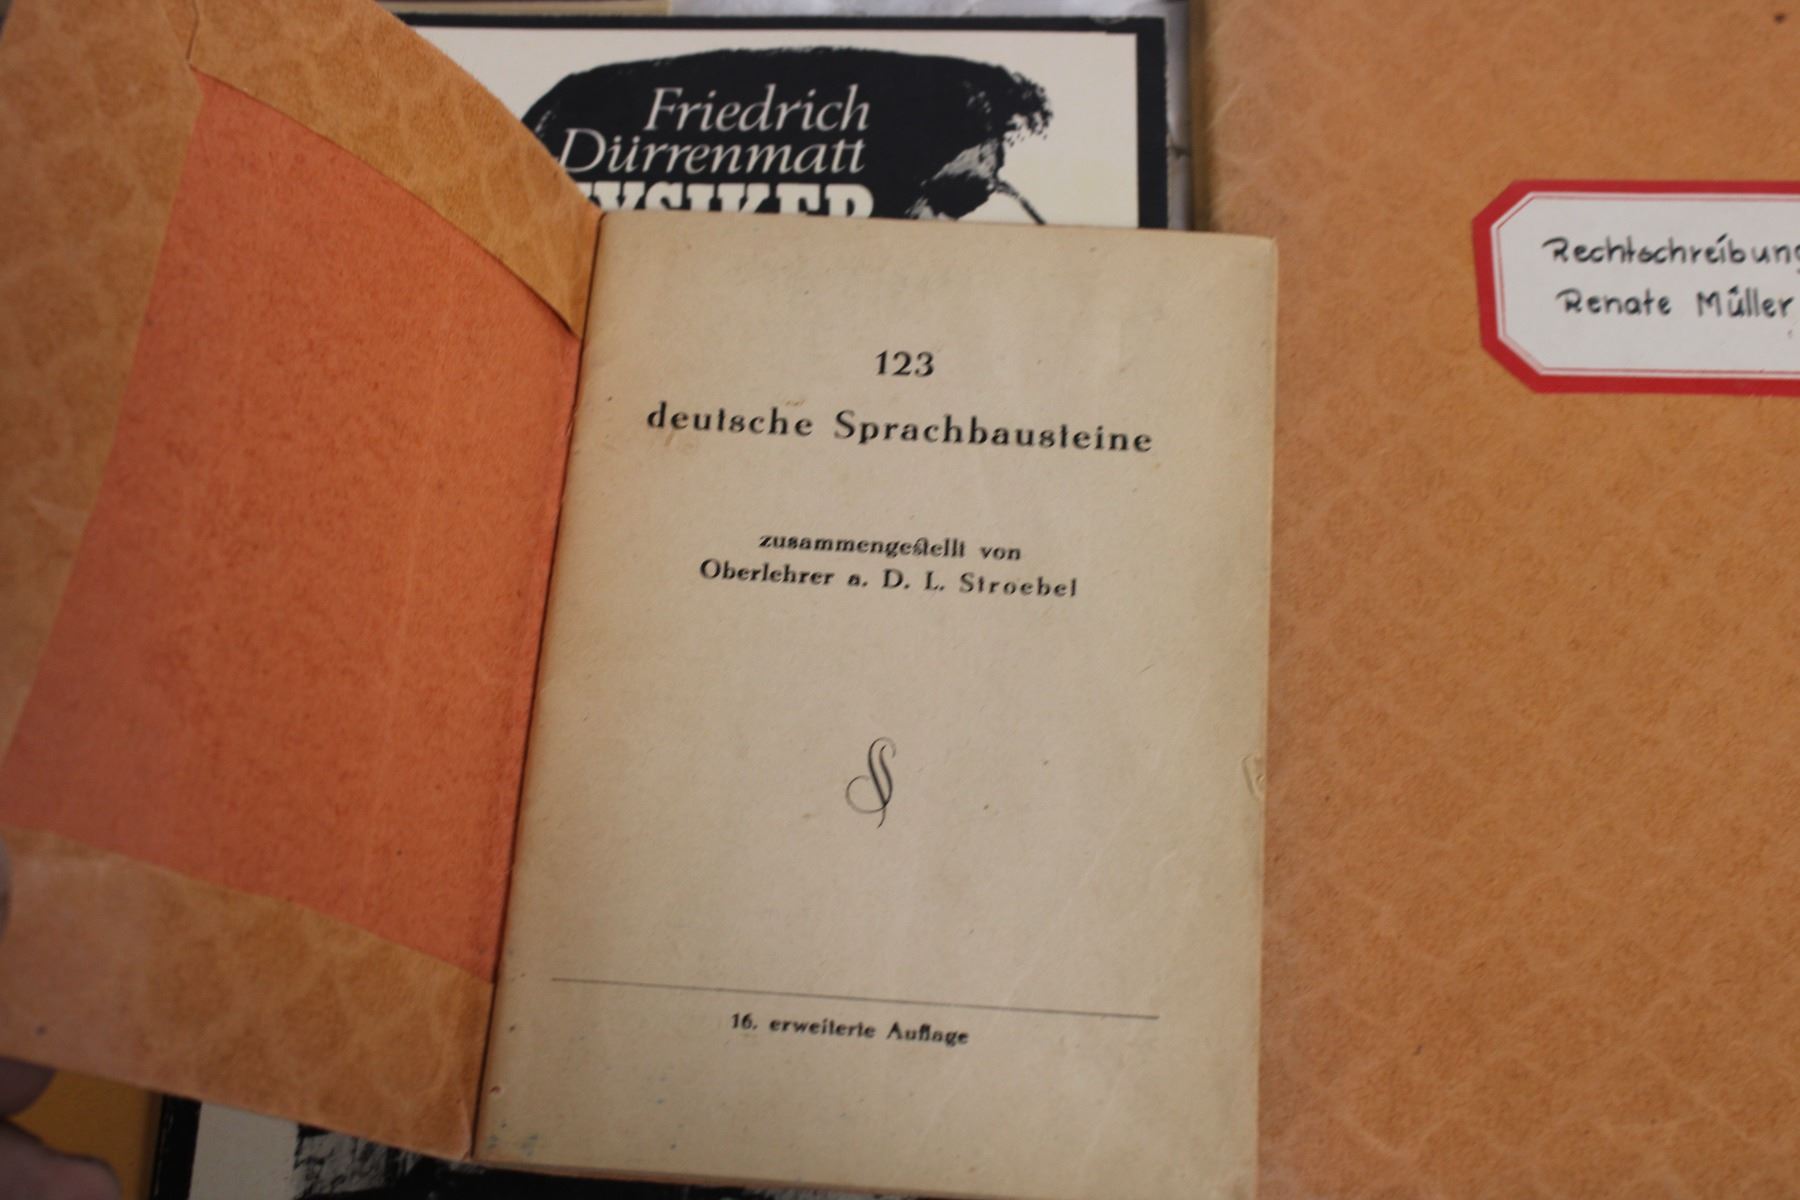 Friedrich
Dürrenmatt
123
deutsche Sprachbausteine
zusammengestellt von
Oberlehrer a. D. L. Stroebel
16. erweiterte Auflage
Rechtschreibung
Renate Müller